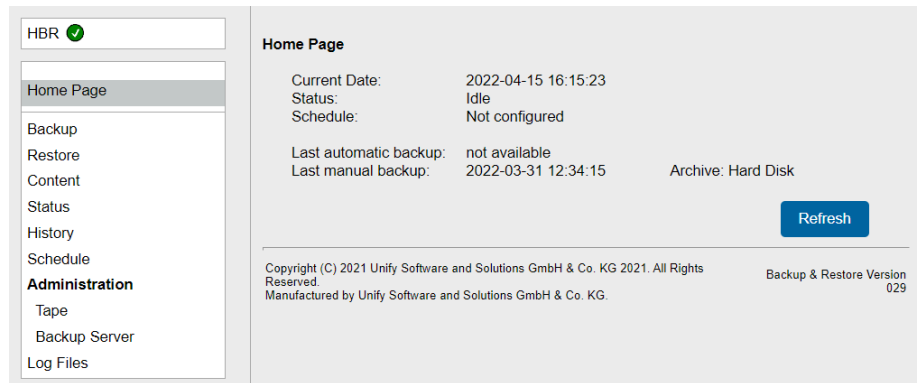 HBR
Home Page
Backup
Restore
Content
Status
History
Schedule
Administration
Tape
Backup Server
Log Files
Home Page
Current Date: 2022-04-15 16:15:23
Status: Idle
Schedule: Not configured
Last automatic backup: not available
Last manual backup: 2022-03-31 12:34:15 Archive: Hard Disk
Refresh
Copyright (C) 2021 Unify Software and Solutions GmbH & Co. KG 2021. All Rights
Reserved.
Manufactured by Unify Software and Solutions GmbH & Co. KG.
Backup & Restore Version
029